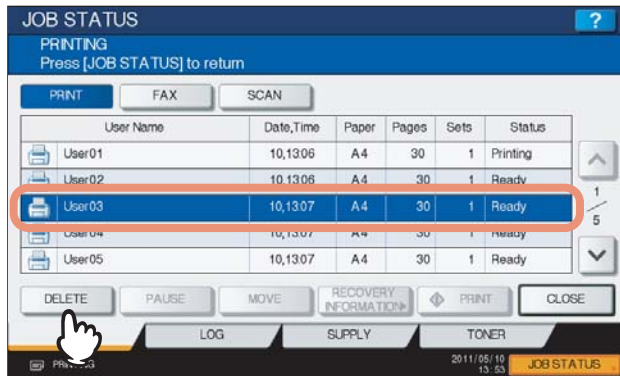 JOB STATUS ?
PRINTING
Press [JOB STATUS] to return
PRINT FAX SCAN
User Name Date,Time Paper Pages Sets Status
User01 10,13:06 A4 30 1 Printing
User02 10,13:06 A4 30 1 Ready
User03 10,13:07 A4 30 1 Ready
User04 10,13:07 A4 30 1 Ready
User05 10,13:07 A4 30 1 Ready
1
5
DELETE PAUSE MOVE RECOVERY INFORMATION PRINT CLOSE
LOG SUPPLY TONER
2011/05/10
13:53
JOB STATUS